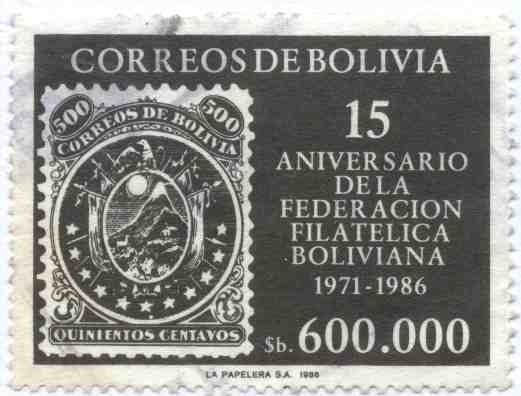 CORREOS DE BOLIVIA
500 500
CORREOS DE BOLIVIA
QUINIENTOS CENTAVOS
15
ANIVERSARIO
DE LA
FEDERACION
FILATELICA
BOLIVIANA
1971-1986
$b. 600.000
LA PAPELERA S.A. 1986